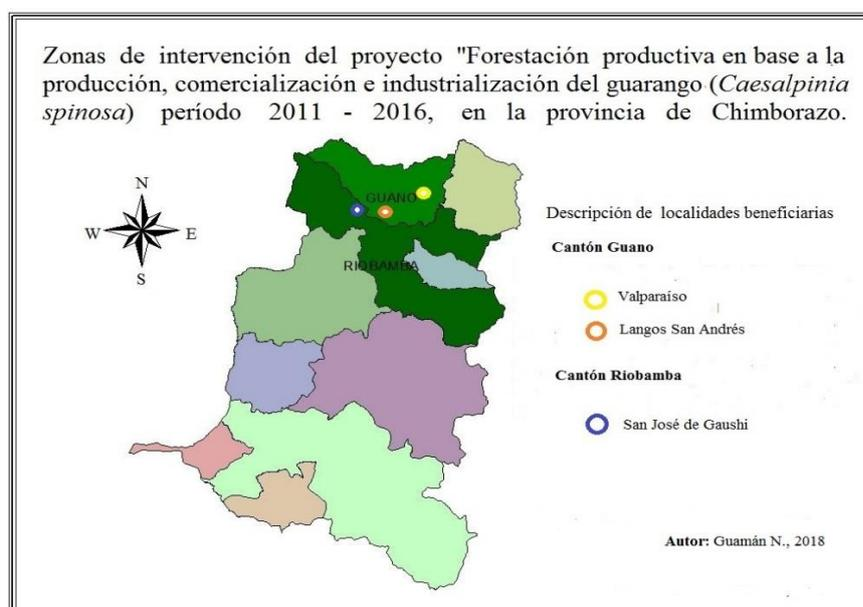 Zonas de intervención del proyecto "Forestación productiva en base a la
producción, comercialización e industrialización del guarango (Caesalpinia
spinosa) período 2011 - 2016, en la provincia de Chimborazo.
N
W E
S
GUANO
RIOBAMBA
Descripción de localidades beneficiarias
Cantón Guano
Valparaíso
Langos San Andrés
Cantón Riobamba
San José de Gaushi
Autor: Guamán N., 2018